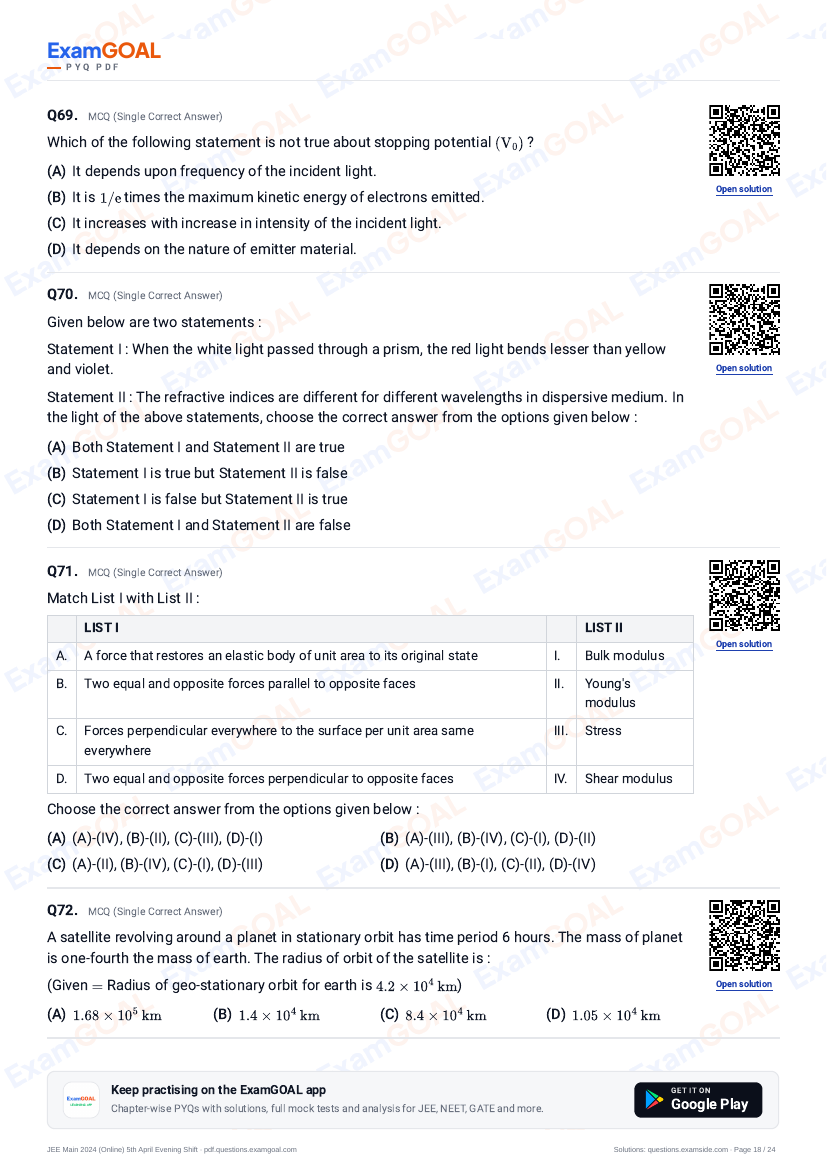 ExamGOAL
PYQ PDF
Q69. MCQ (Single Correct Answer)
Which of the following statement is not true about stopping potential (V₀) ?
(A) It depends upon frequency of the incident light.
(B) It is 1/e times the maximum kinetic energy of electrons emitted.
(C) It increases with increase in intensity of the incident light.
(D) It depends on the nature of emitter material.
Open solution
Q70. MCQ (Single Correct Answer)
Given below are two statements :
Statement I : When the white light passed through a prism, the red light bends lesser than yellow
and violet.
Statement II : The refractive indices are different for different wavelengths in dispersive medium. In
the light of the above statements, choose the correct answer from the options given below :
(A) Both Statement I and Statement II are true
(B) Statement I is true but Statement II is false
(C) Statement I is false but Statement II is true
(D) Both Statement I and Statement II are false
Open solution
Q71. MCQ (Single Correct Answer)
Match List I with List II :
LIST I LIST II
A. A force that restores an elastic body of unit area to its original state I. Bulk modulus
B. Two equal and opposite forces parallel to opposite faces II. Young's
modulus
C. Forces perpendicular everywhere to the surface per unit area same III. Stress
everywhere
D. Two equal and opposite forces perpendicular to opposite faces IV. Shear modulus
Choose the correct answer from the options given below :
(A) (A)-(IV), (B)-(II), (C)-(III), (D)-(I) (B) (A)-(III), (B)-(IV), (C)-(I), (D)-(II)
(C) (A)-(II), (B)-(IV), (C)-(I), (D)-(III) (D) (A)-(III), (B)-(I), (C)-(II), (D)-(IV)
Open solution
Q72. MCQ (Single Correct Answer)
A satellite revolving around a planet in stationary orbit has time period 6 hours. The mass of planet
is one-fourth the mass of earth. The radius of orbit of the satellite is :
(Given = Radius of geo-stationary orbit for earth is 4.2 × 10⁴ km)
(A) 1.68 × 10⁵ km (B) 1.4 × 10⁴ km (C) 8.4 × 10⁴ km (D) 1.05 × 10⁴ km
Open solution
ExamGOAL
Keep practising on the ExamGOAL app
Chapter-wise PYQs with solutions, full mock tests and analysis for JEE, NEET, GATE and more.
GET IT ON
Google Play
JEE Main 2024 (Online) 5th April Evening Shift · pdf.questions.examgoal.com Solutions: questions.examside.com · Page 18 / 24